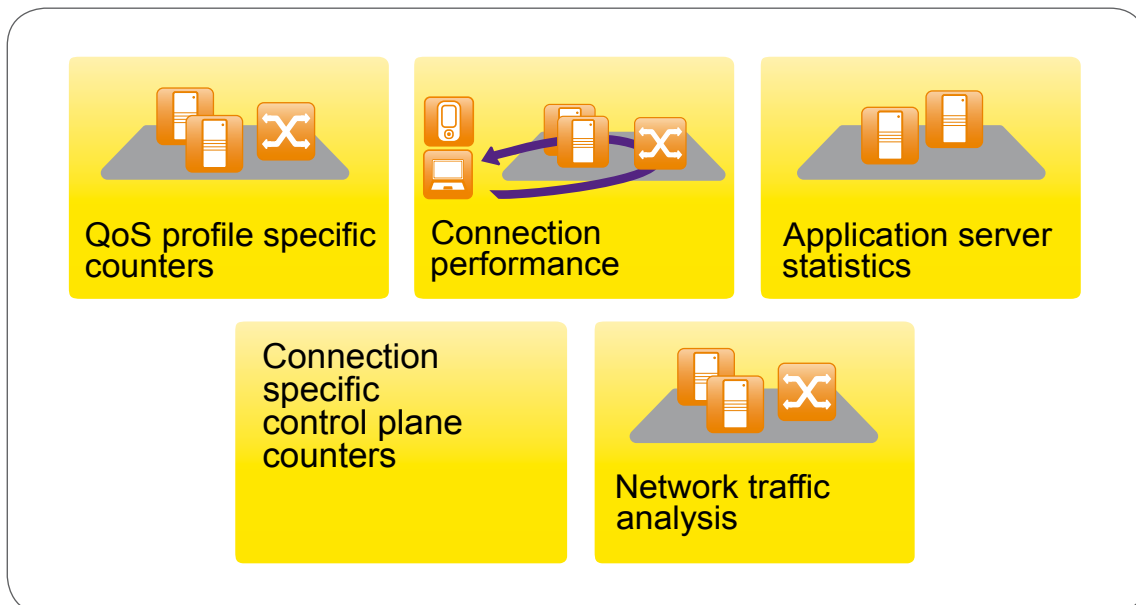 QoS profile specific
counters
Connection
performance
Application server
statistics
Connection
specific
control plane
counters
Network traffic
analysis